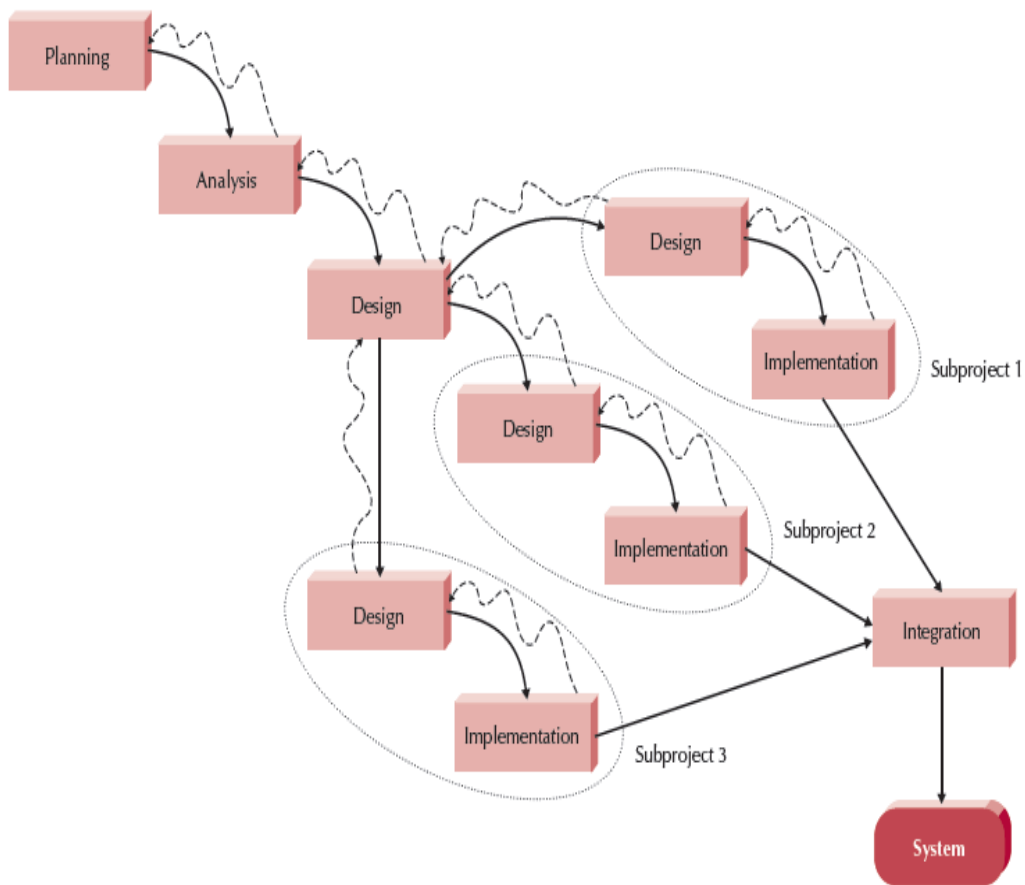 Planning
Analysis
Design
Design
Implementation
Subproject 1
Design
Implementation
Subproject 2
Design
Implementation
Subproject 3
Integration
System